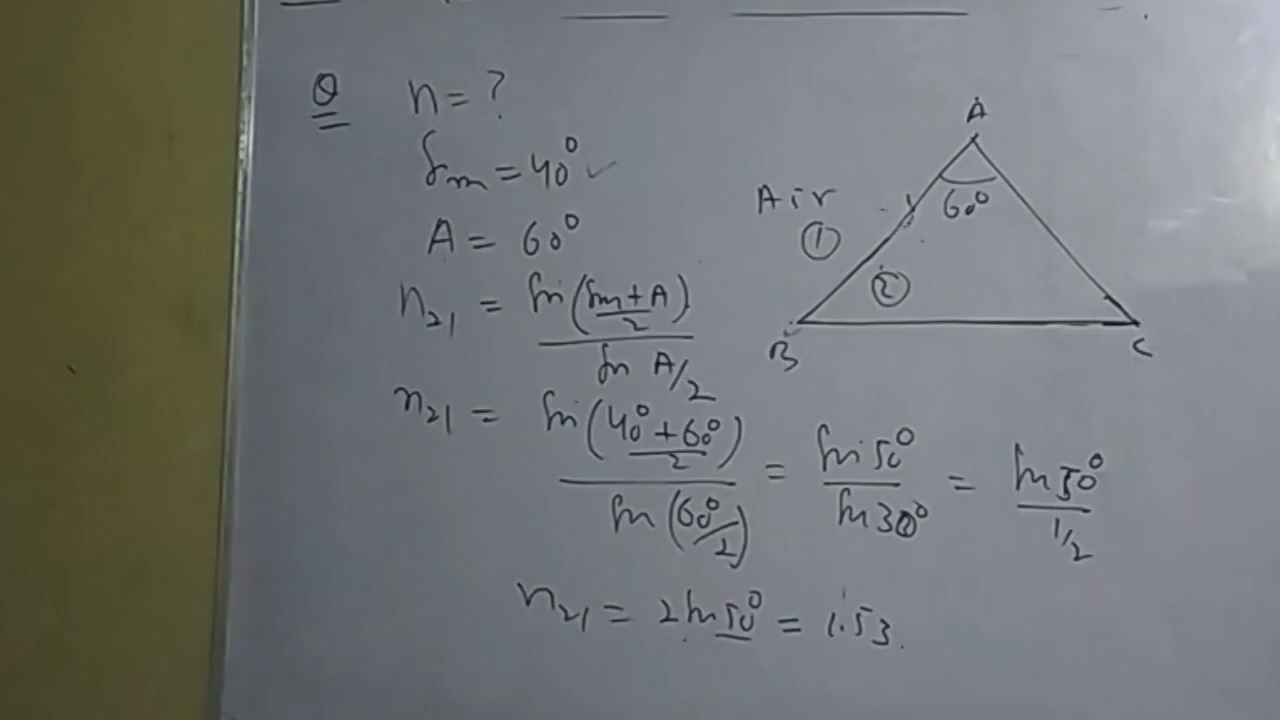 Q n = ?
δm = 40° ✓
A = 60°
n21 = sin(δm + A / 2) / sin A/2
n21 = sin(40° + 60° / 2) / sin(60°/2) = sin 50° / sin 30° = sin 50° / 1/2
n21 = 2 sin 50° = 1.53.
A
60°
Air
①
②
B
C